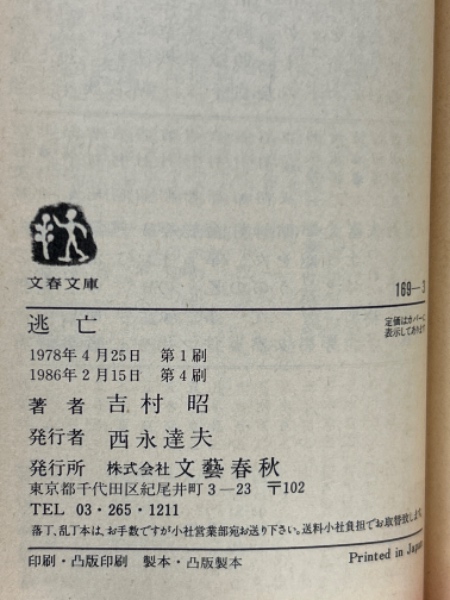 文春文庫
169—3
定価はカバーに
表示してあります
逃亡
1978年4月25日 第1刷
1986年2月15日 第4刷
著者 吉村 昭
発行者 西永達夫
発行所 株式会社 文藝春秋
東京都千代田区紀尾井町3—23 〒102
TEL 03・265・1211
落丁、乱丁本は、お手数ですが小社営業部宛お送り下さい。送料小社負担でお取替致します。
印刷・凸版印刷 製本・凸版製本
Printed in Japan